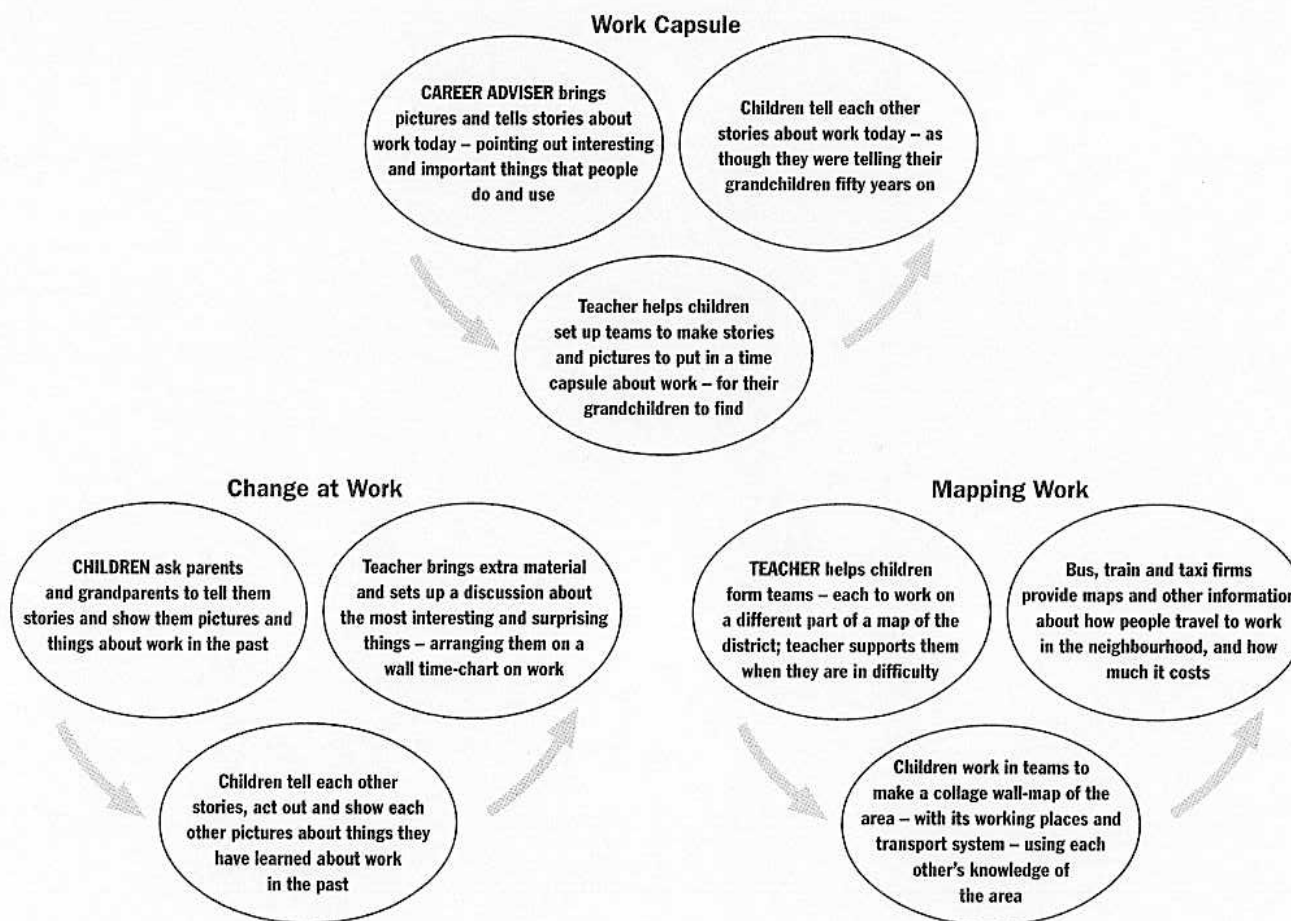 Work Capsule
CAREER ADVISER brings
pictures and tells stories about
work today – pointing out interesting
and important things that people
do and use
Teacher helps children
set up teams to make stories
and pictures to put in a time
capsule about work – for their
grandchildren to find
Children tell each other
stories about work today – as
though they were telling their
grandchildren fifty years on
Change at Work
CHILDREN ask parents
and grandparents to tell them
stories and show them pictures and
things about work in the past
Children tell each other
stories, act out and show each
other pictures about things they
have learned about work
in the past
Teacher brings extra material
and sets up a discussion about
the most interesting and surprising
things – arranging them on a
wall time-chart on work
Mapping Work
TEACHER helps children
form teams – each to work on
a different part of a map of the
district; teacher supports them
when they are in difficulty
Children work in teams to
make a collage wall-map of the
area – with its working places and
transport system – using each
other's knowledge of
the area
Bus, train and taxi firms
provide maps and other information
about how people travel to work
in the neighbourhood, and how
much it costs